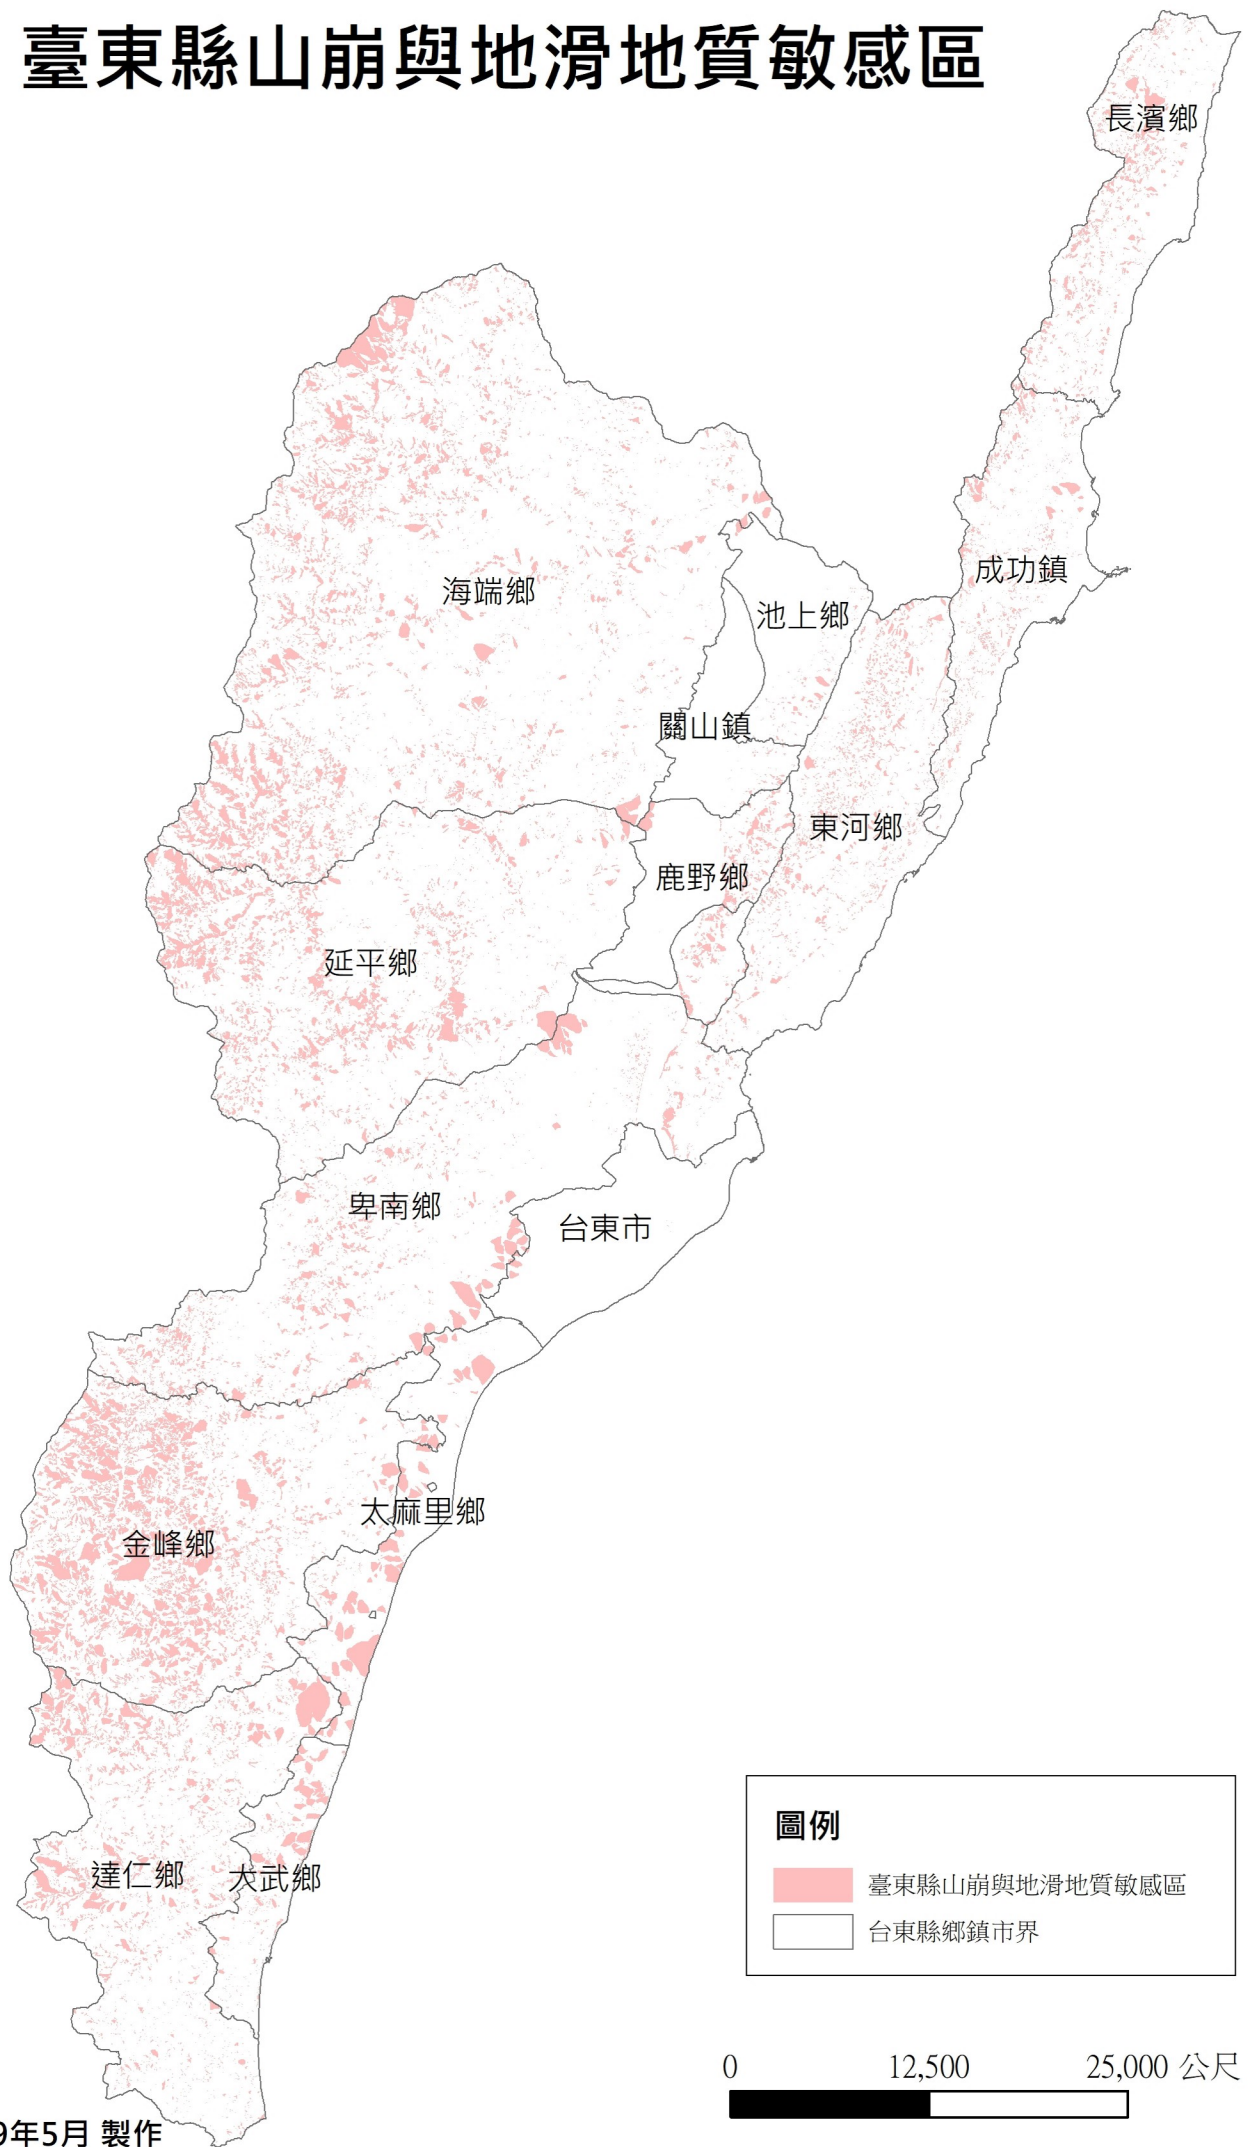 臺東縣山崩與地滑地質敏感區
長濱鄉
成功鎮
海端鄉
池上鄉
關山鎮
東河鄉
鹿野鄉
延平鄉
卑南鄉
台東市
太麻里鄉
金峰鄉
達仁鄉
大武鄉
圖例
臺東縣山崩與地滑地質敏感區
台東縣鄉鎮市界
0 12,500 25,000 公尺
9年5月 製作